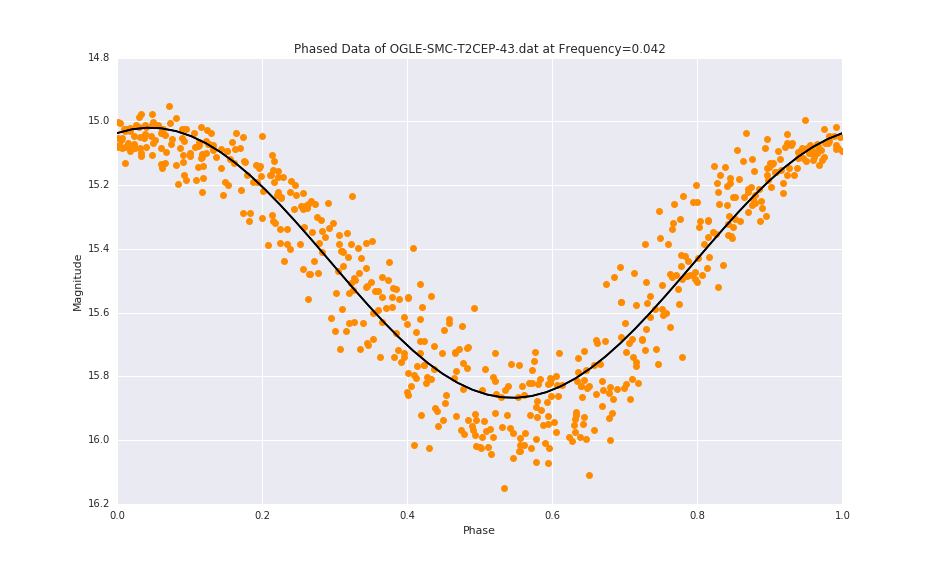 Phased Data of OGLE-SMC-T2CEP-43.dat at Frequency=0.042
14.8
15.0
15.2
15.4
15.6
15.8
16.0
16.2
Magnitude
0.0 0.2 0.4 0.6 0.8 1.0
Phase